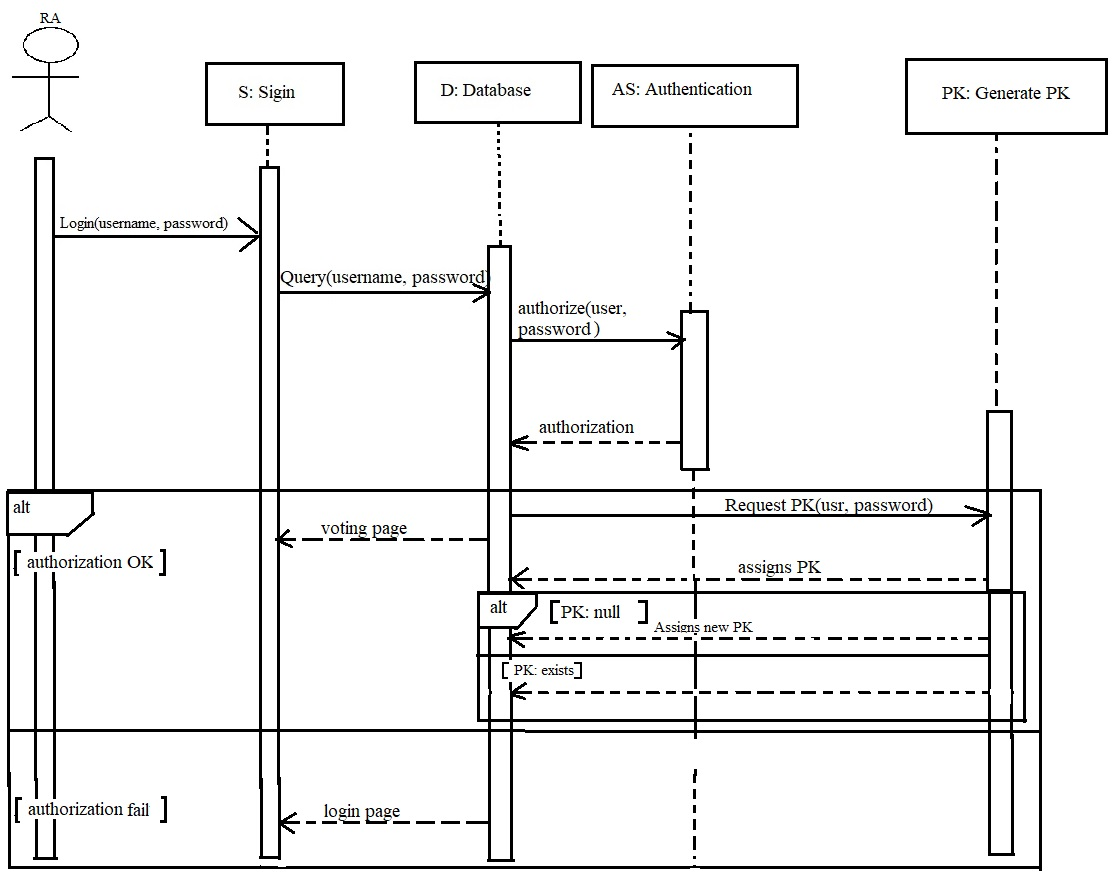 RA
S: Sigin
D: Database
AS: Authentication
PK: Generate PK
Login(username, password)
Query(username, password)
authorize(user,
password )
authorization
alt
Request PK(usr, password)
voting page
[ authorization OK ]
assigns PK
alt
[ PK: null ]
Assigns new PK
[ PK: exists]
[ authorization fail ]
login page